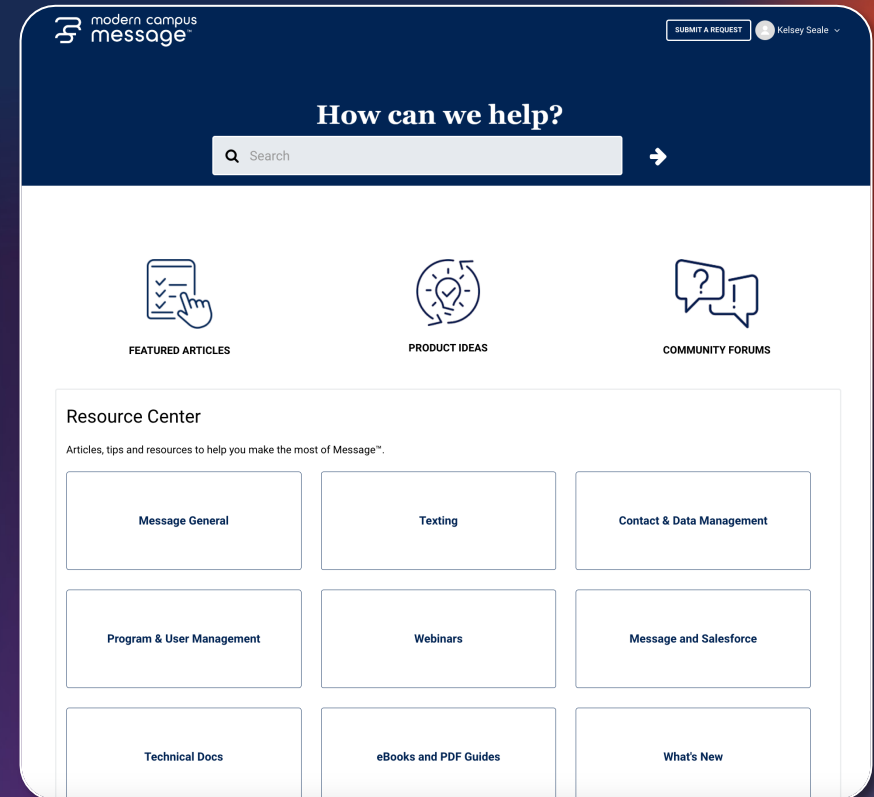 modern campus
message™
SUBMIT A REQUEST
Kelsey Seale
How can we help?
Search
?
!
FEATURED ARTICLES
PRODUCT IDEAS
COMMUNITY FORUMS
Resource Center
Articles, tips and resources to help you make the most of Message™.
Message General
Texting
Contact & Data Management
Program & User Management
Webinars
Message and Salesforce
Technical Docs
eBooks and PDF Guides
What's New